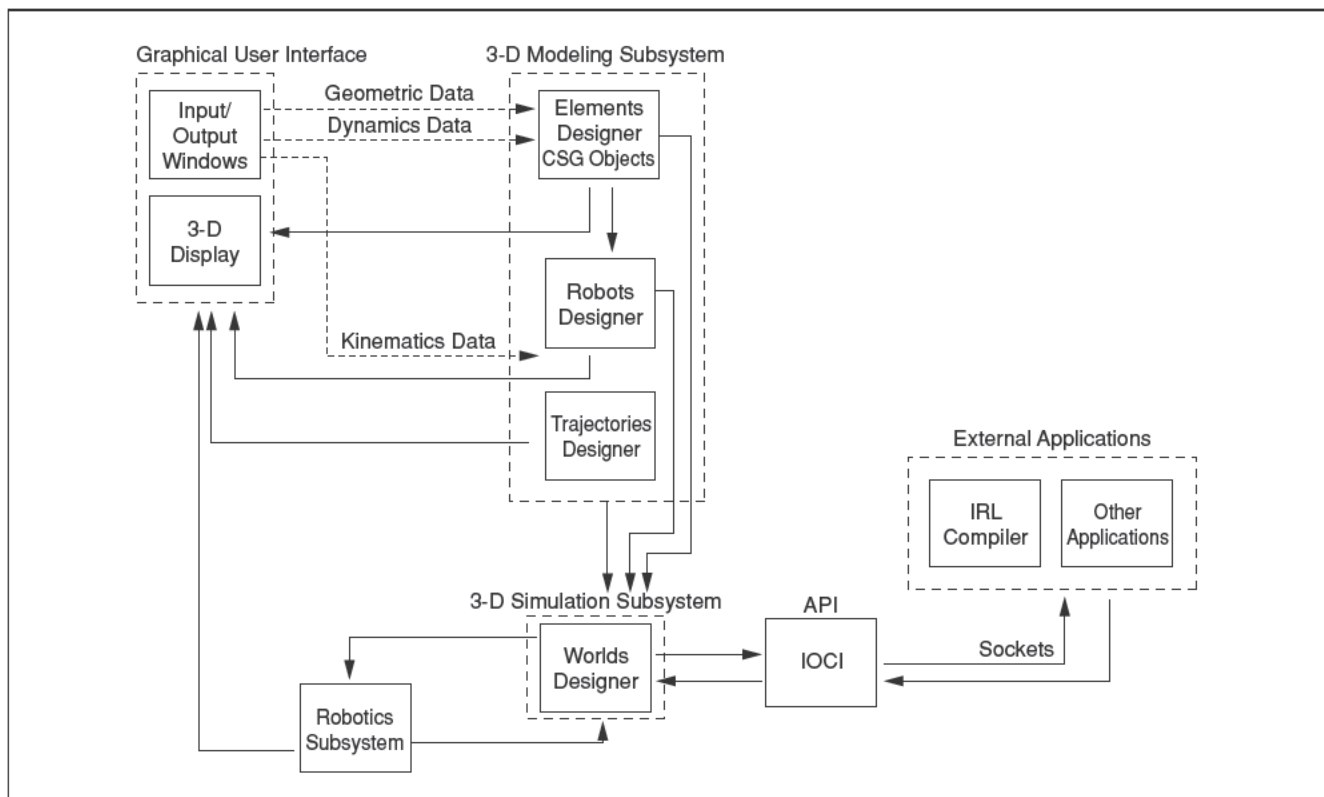 Graphical User Interface
3-D Modeling Subsystem
Input/
Output
Windows
Geometric Data
Dynamics Data
Elements
Designer
CSG Objects
3-D
Display
Robots
Designer
Kinematics Data
Trajectories
Designer
External Applications
IRL
Compiler
Other
Applications
3-D Simulation Subsystem
API
Worlds
Designer
IOCI
Sockets
Robotics
Subsystem